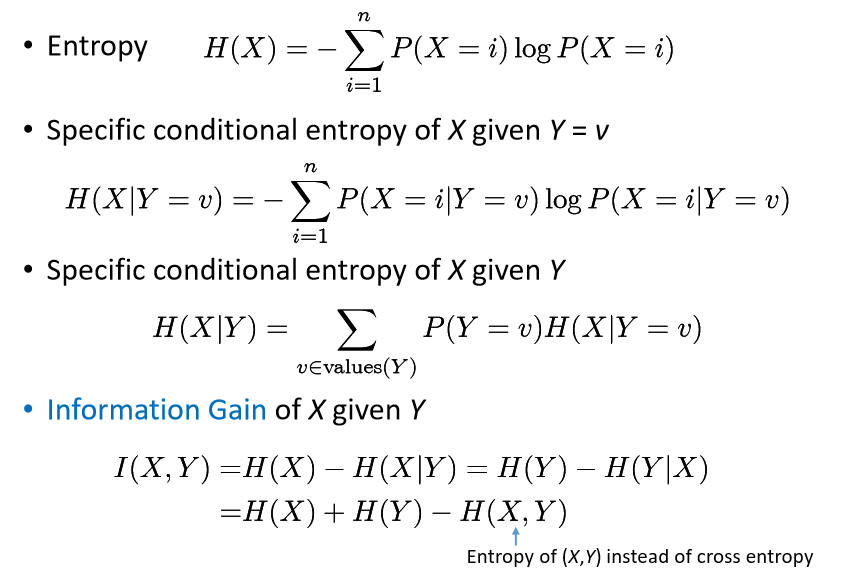 • Entropy H(X) = − ∑_{i=1}^{n} P(X = i) log P(X = i)
• Specific conditional entropy of X given Y = v
H(X|Y = v) = − ∑_{i=1}^{n} P(X = i|Y = v) log P(X = i|Y = v)
• Specific conditional entropy of X given Y
H(X|Y) = ∑_{v∈values(Y)} P(Y = v)H(X|Y = v)
• Information Gain of X given Y
I(X, Y) =H(X) − H(X|Y) = H(Y) − H(Y|X)
=H(X) + H(Y) − H(X, Y)
Entropy of (X,Y) instead of cross entropy